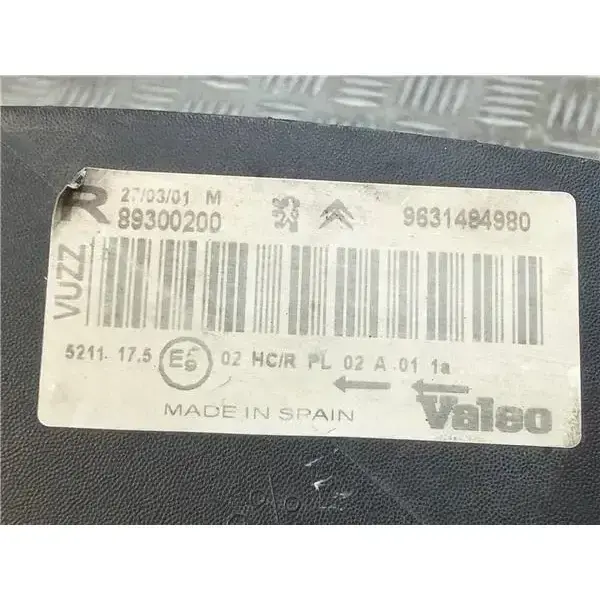 R 27/03/01 M
89300200 9631484980
VUZZ
5211- 17.5 E9 02 HC/R PL 02 A .01 1a
MADE IN SPAIN Valeo